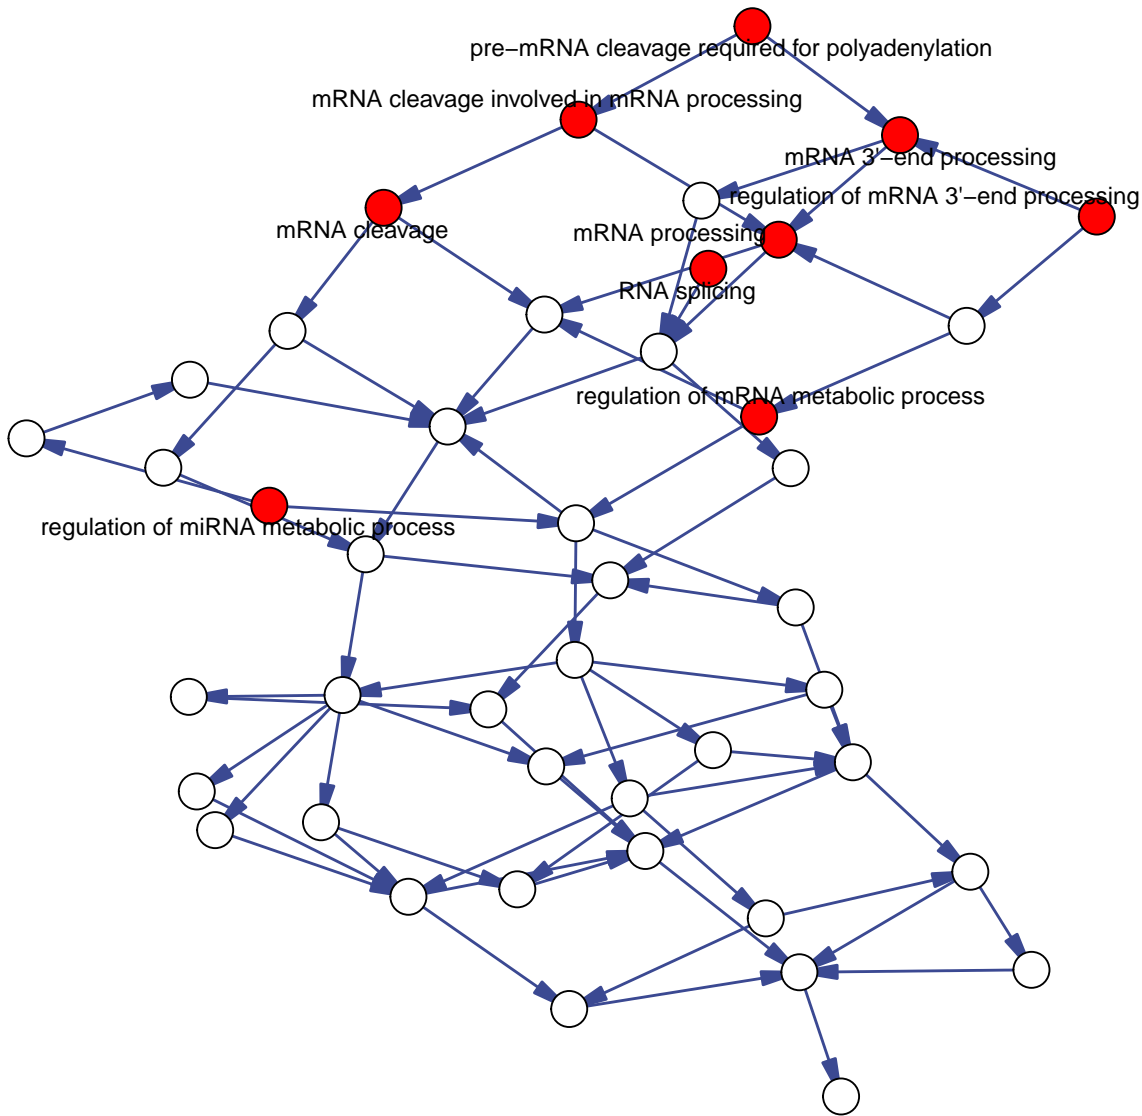 pre−mRNA cleavage required for polyadenylation
mRNA cleavage involved in mRNA processing
mRNA 3'−end processing
regulation of mRNA 3'−end processing
mRNA cleavage
mRNA processing
RNA splicing
regulation of mRNA metabolic process
regulation of miRNA metabolic process